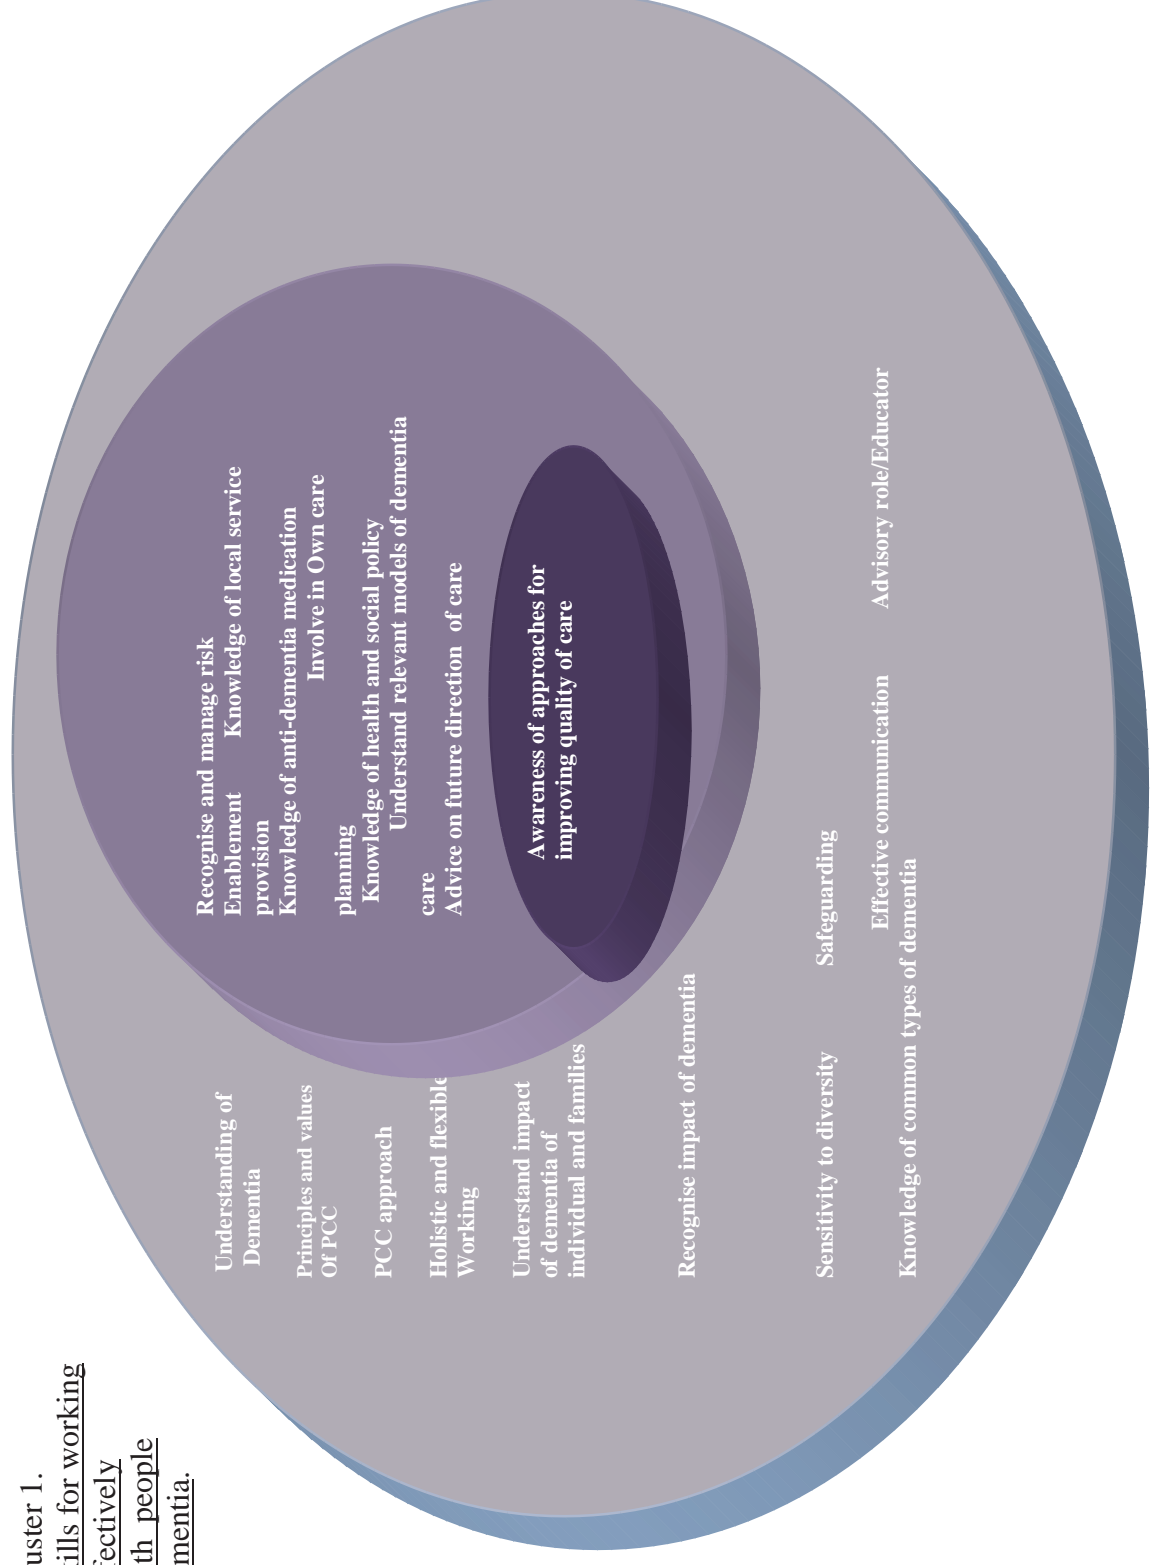 uster 1.
ills for working
fectively
th people
mentia.
Recognise and manage risk
Enablement Knowledge of local service
provision
Knowledge of anti-dementia medication
Involve in Own care
planning
Knowledge of health and social policy
Understand relevant models of dementia
care
Advice on future direction of care
Awareness of approaches for
improving quality of care
Understanding of
Dementia
Principles and values
Of PCC
PCC approach
Holistic and flexible
Working
Understand impact
of dementia of
individual and families
Recognise impact of dementia
Sensitivity to diversity Safeguarding
Effective communication Advisory role/Educator
Knowledge of common types of dementia